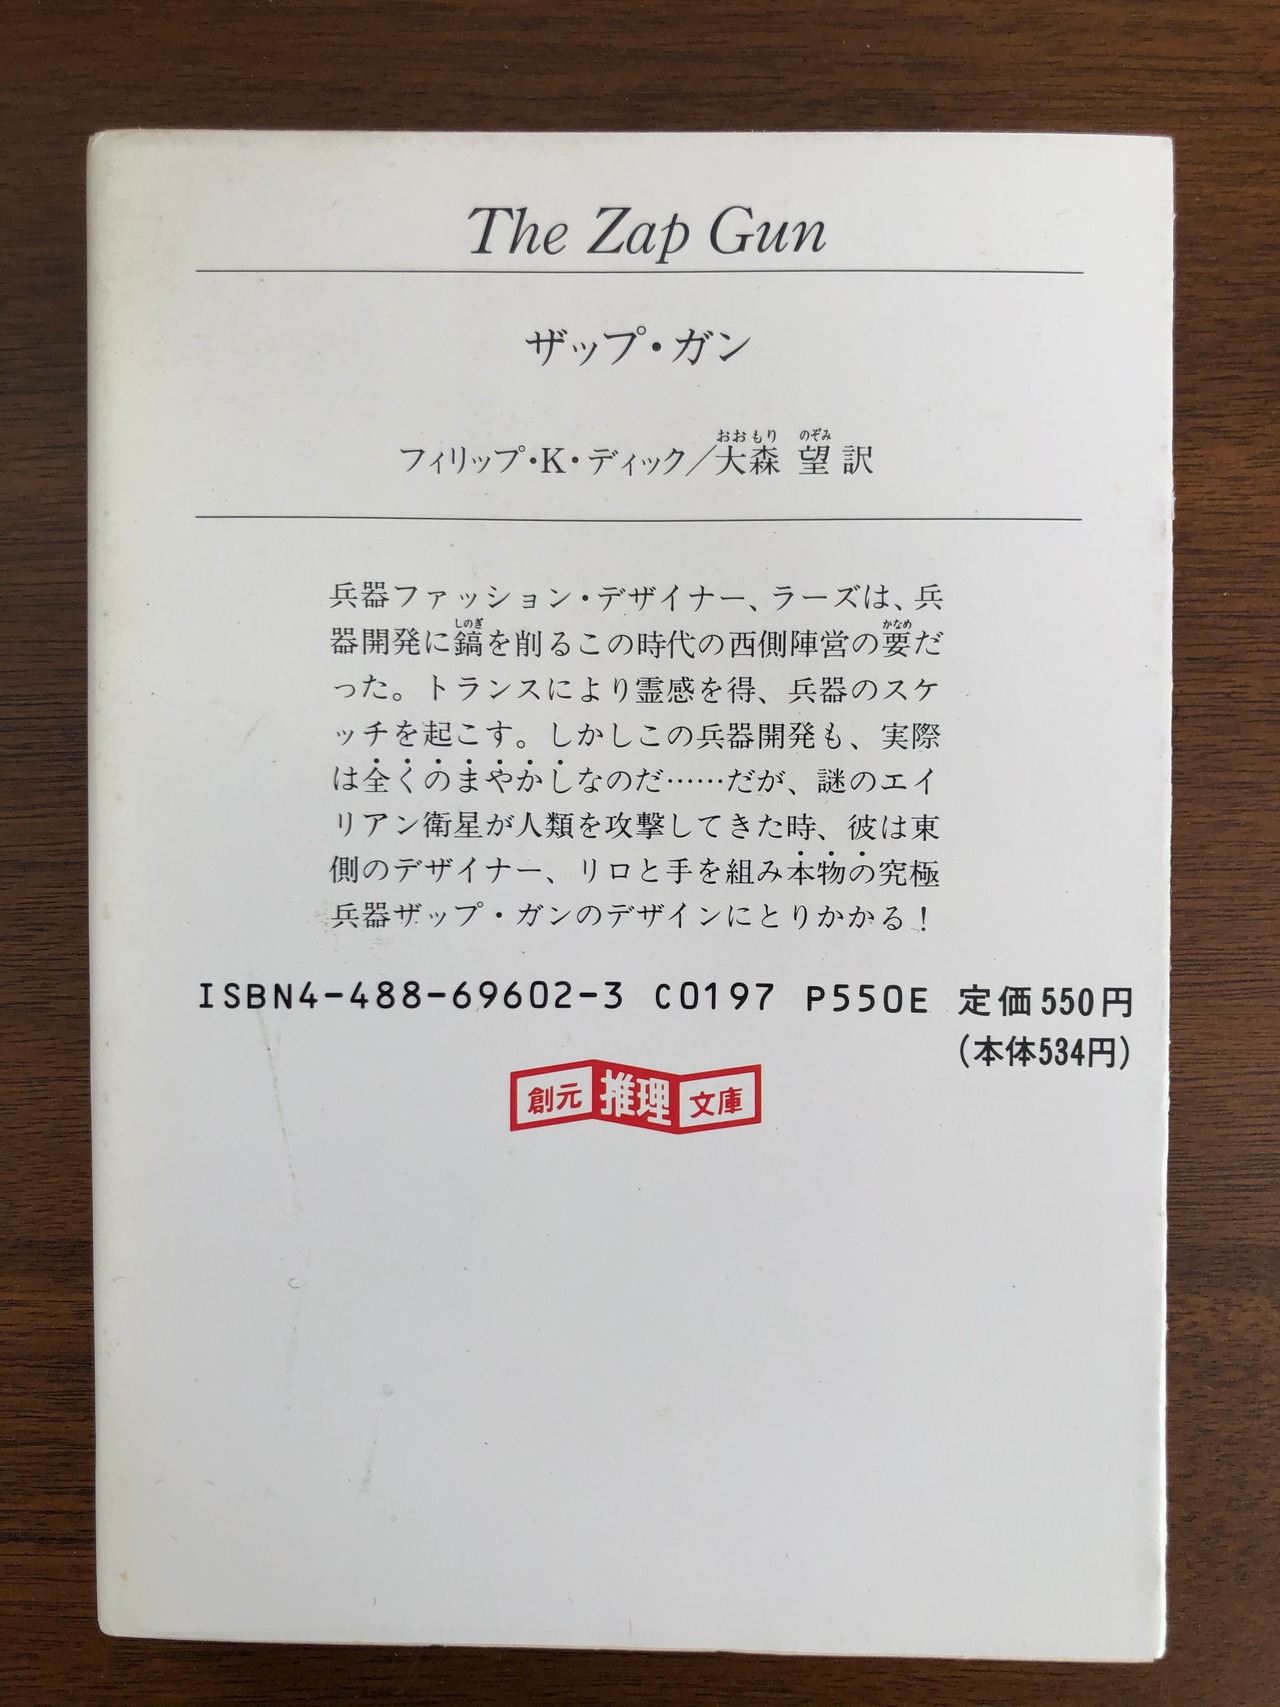 The Zap Gun
ザップ・ガン
おおもり のぞみ
フィリップ・K・ディック／大森 望 訳
兵器ファッション・デザイナー、ラーズは、兵
しのぎ かなめ
器開発に鎬を削るこの時代の西側陣営の要だ
った。トランスにより霊感を得、兵器のスケ
ッチを起こす。しかしこの兵器開発も、実際
は全くのまやかしなのだ……だが、謎のエイ
リアン衛星が人類を攻撃してきた時、彼は東
側のデザイナー、リロと手を組み本物の究極
兵器ザップ・ガンのデザインにとりかかる！
ISBN4-488-69602-3 C0197 P550E 定価550円
(本体534円)
創元推理文庫